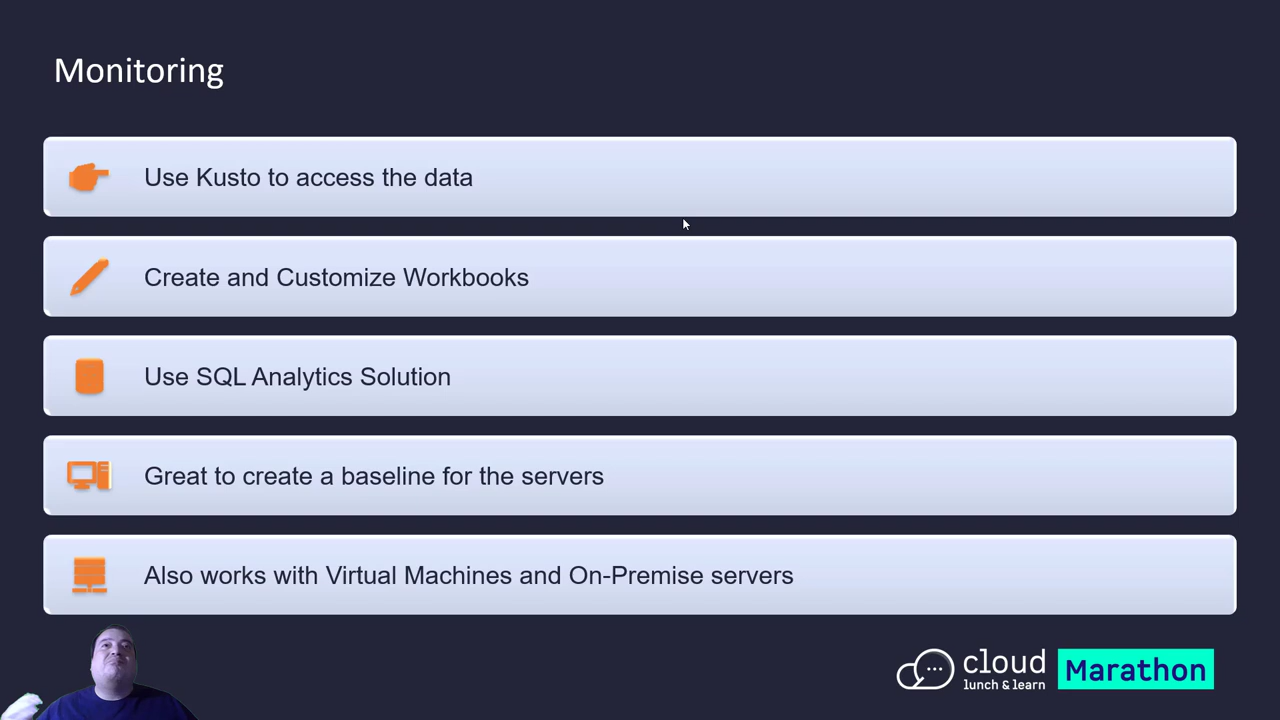 Monitoring
Use Kusto to access the data
Create and Customize Workbooks
Use SQL Analytics Solution
Great to create a baseline for the servers
Also works with Virtual Machines and On-Premise servers
cloud
lunch & learn
Marathon